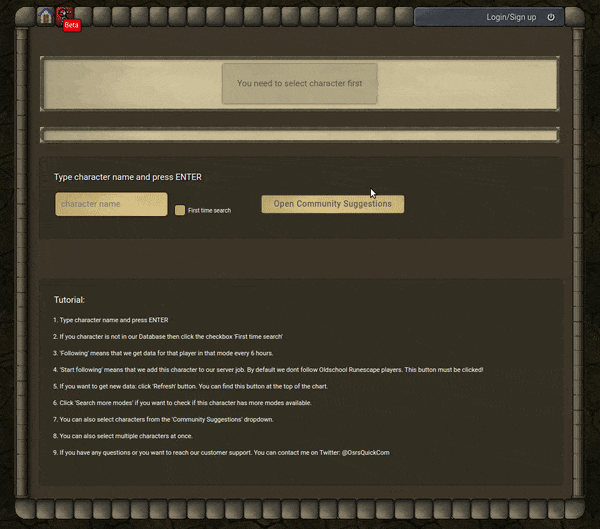 Login/Sign up
Beta
You need to select character first
Type character name and press ENTER
character name
First time search
Open Community Suggestions
Tutorial:
1. Type character name and press ENTER
2. If you character is not in our Database then click the checkbox 'First time search'
3. 'Following' means that we get data for that player in that mode every 6 hours.
4. 'Start following' means that we add this character to our server job. By default we dont follow Oldschool Runescape players. This button must be clicked!
5. If you want to get new data: click 'Refresh' button. You can find this button at the top of the chart.
6. Click 'Search more modes' if you want to check if this character has more modes available.
7. You can also select characters from the 'Community Suggestions' dropdown.
8. You can also select multiple characters at once.
9. If you have any questions or you want to reach our customer support. You can contact me on Twitter: @OsrsQuickCom